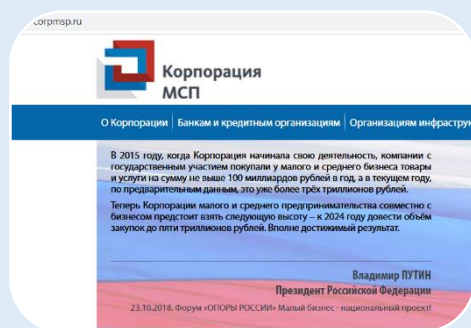 corpmsp.ru
Корпорация
МСП
О Корпорации | Банкам и кредитным организациям | Организациям инфраструк
В 2015 году, когда Корпорация начинала свою деятельность, компании с
государственным участием покупали у малого и среднего бизнеса товары
и услуги на сумму не выше 100 миллиардов рублей в год, а в текущем году,
по предварительным данным, это уже более трёх триллионов рублей.
Теперь Корпорации малого и среднего предпринимательства совместно с
бизнесом предстоит взять следующую высоту – к 2024 году довести объём
закупок до пяти триллионов рублей. Вполне достижимый результат.
Владимир ПУТИН
Президент Российской Федерации
23.10.2018. Форум «ОПОРЫ РОССИИ» Малый бизнес - национальный проект!